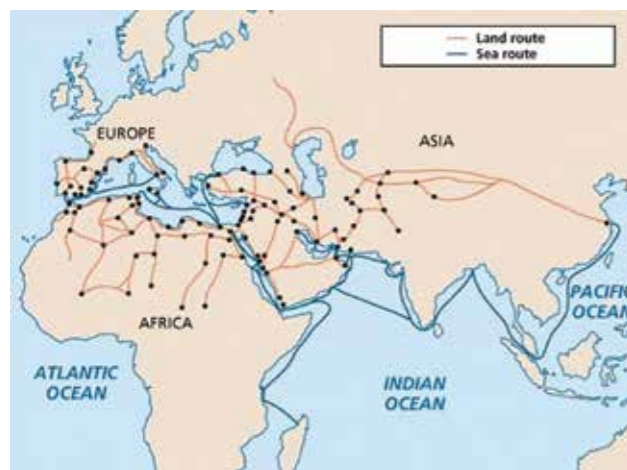 Land route
Sea route
EUROPE
ASIA
AFRICA
PACIFIC
OCEAN
ATLANTIC
OCEAN
INDIAN
OCEAN